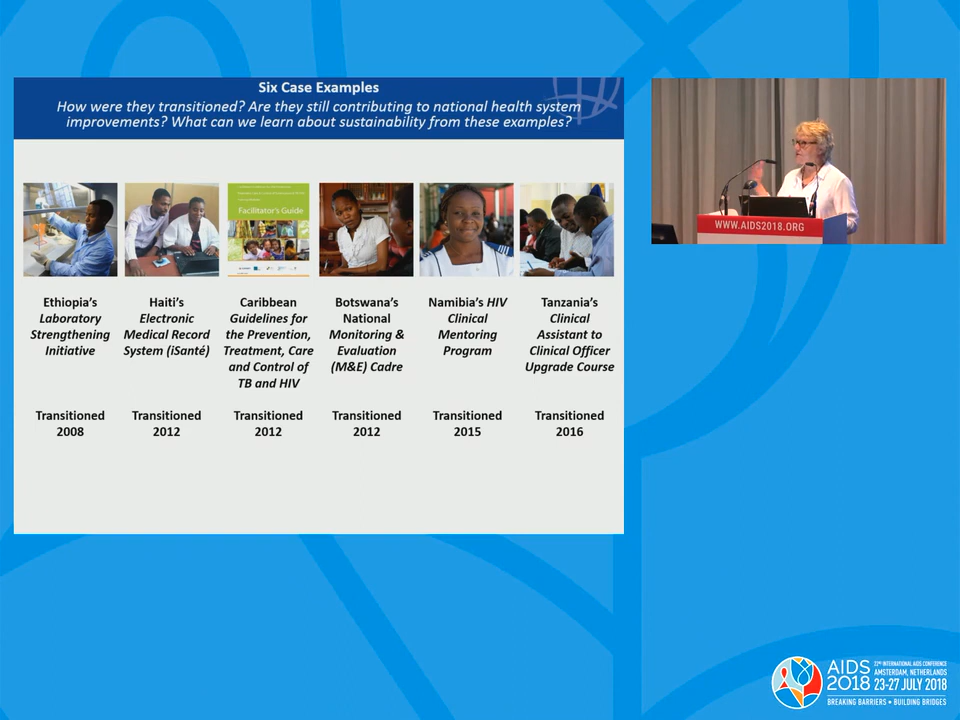 Six Case Examples
How were they transitioned? Are they still contributing to national health system
improvements? What can we learn about sustainability from these examples?
Facilitator's Guide
Ethiopia's
Laboratory
Strengthening
Initiative
Transitioned
2008
Haiti's
Electronic
Medical Record
System (iSanté)
Transitioned
2012
Caribbean
Guidelines for
the Prevention,
Treatment, Care
and Control of
TB and HIV
Transitioned
2012
Botswana's
National
Monitoring &
Evaluation
(M&E) Cadre
Transitioned
2012
Namibia's HIV
Clinical
Mentoring
Program
Transitioned
2015
Tanzania's
Clinical
Assistant to
Clinical Officer
Upgrade Course
Transitioned
2016
WWW.AIDS2018.ORG
AIDS
2018
22ND INTERNATIONAL AIDS CONFERENCE
AMSTERDAM, NETHERLANDS
23-27 JULY 2018
BREAKING BARRIERS • BUILDING BRIDGES